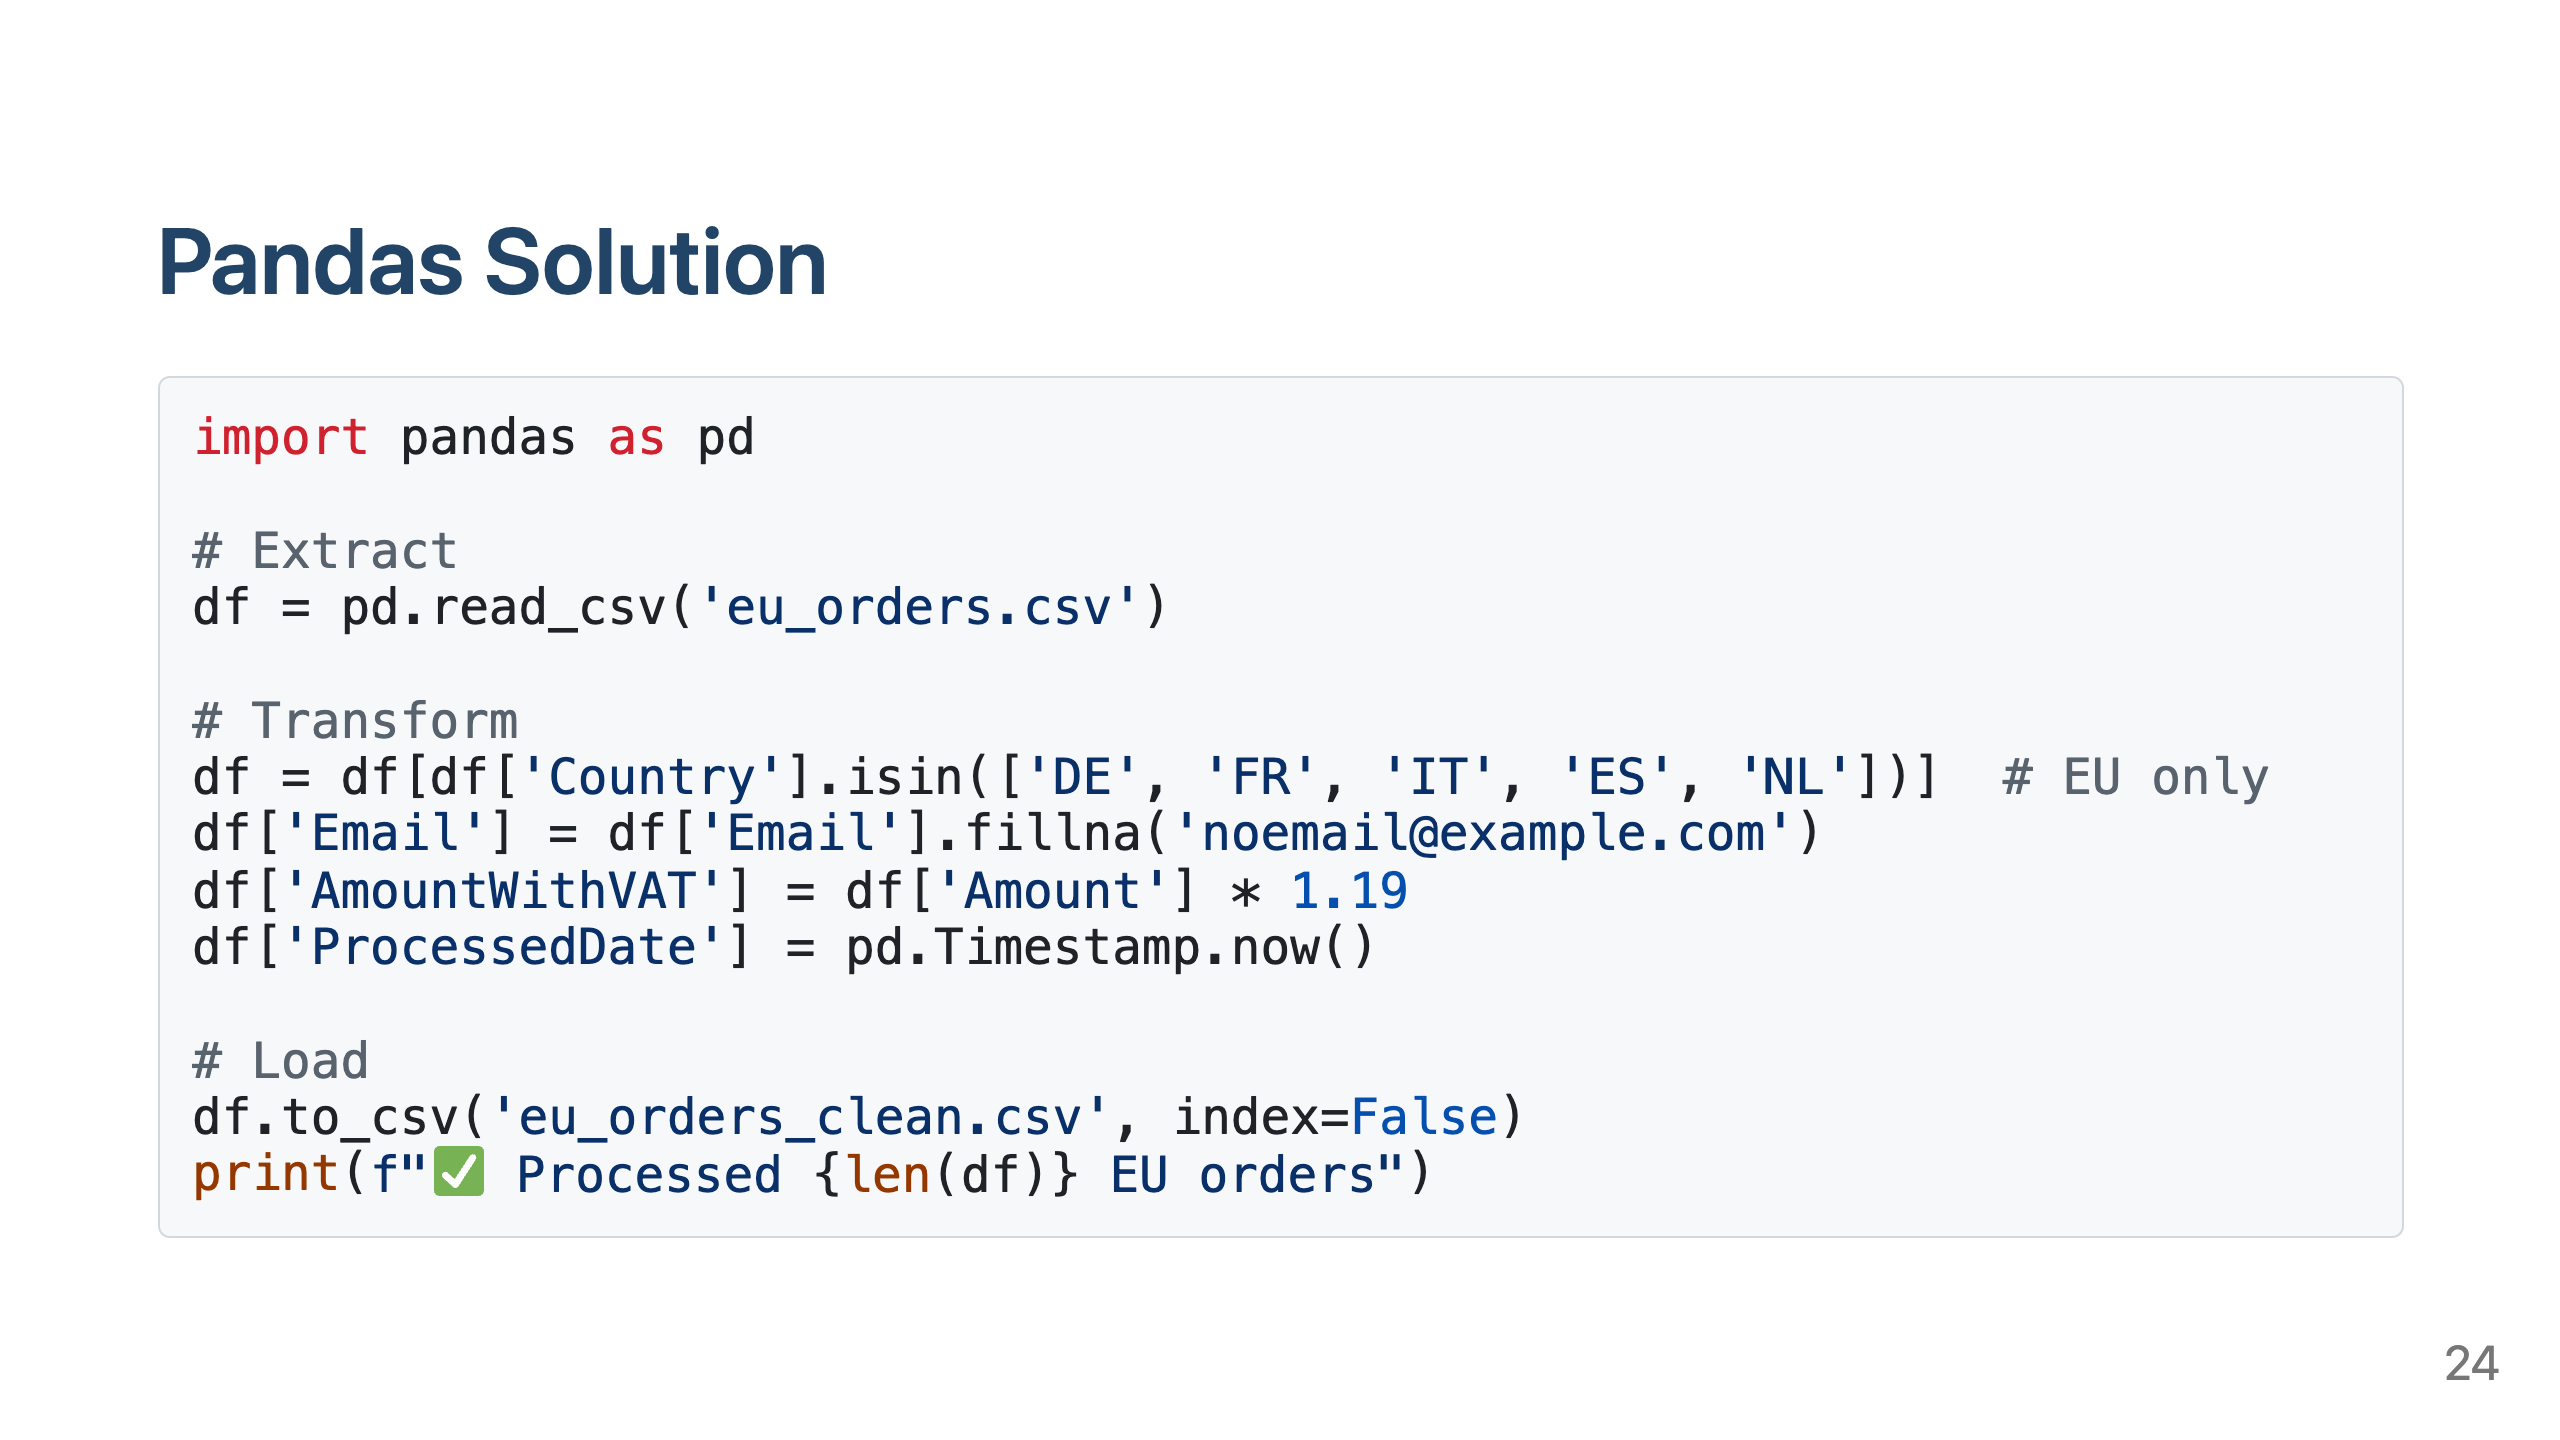 Pandas Solution
import pandas as pd
# Extract
df = pd.read_csv('eu_orders.csv')
# Transform
df = df[df['Country'].isin(['DE', 'FR', 'IT', 'ES', 'NL'])]  # EU only
df['Email'] = df['Email'].fillna('noemail@example.com')
df['AmountWithVAT'] = df['Amount'] * 1.19
df['ProcessedDate'] = pd.Timestamp.now()
# Load
df.to_csv('eu_orders_clean.csv', index=False)
print(f"✅ Processed {len(df)} EU orders")
24